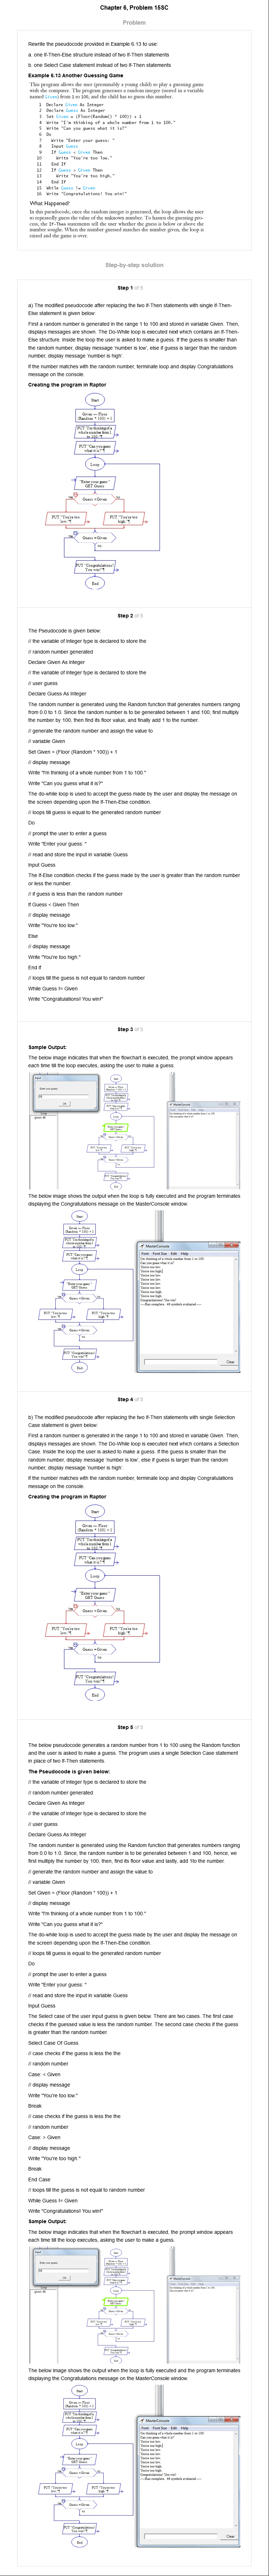 Chapter 6, Problem 15SC
Problem
Rewrite the pseudocode provided in Example 6.13 to use:
a. one If-Then-Else structure instead of two If-Then statements
b. one Select Case statement instead of two If-Then statements
Example 6.13 Another Guessing Game
This program allows the user (presumably a young child) to play a guessing game
with the computer. The program generates a random integer (stored in a variable
named Given) from 1 to 100, and the child has to guess that number.
1 Declare Given As Integer
2 Declare Guess As Integer
3 Set Given = (Floor(Random() * 100)) + 1
4 Write "I'm thinking of a whole number from 1 to 100."
5 Write "Can you guess what it is?"
6 Do
7 Write "Enter your guess: "
8 Input Guess
9 If Guess < Given Then
10 Write "You're too low."
11 End If
12 If Guess > Given Then
13 Write "You're too high."
14 End If
15 While Guess != Given
16 Write "Congratulations! You win!"
What Happened?
In this pseudocode, once the random integer is generated, the loop allows the user
number sought. When the user guesses the correct number, the loop is
exited and the game is over.
Step-by-step solution
Step 1 of 5
a) The modified pseudocode after replacing the two If-Then statements with single If-Then-
Else statement is given below:
First a random number is generated in the range 1 to 100 and stored in variable Given. Then,
displays messages are shown. The Do-While loop is executed next which contains an If-Then-
Else structure. Inside the loop the user is asked to make a guess. if the guess is smaller than
the random number, display message 'number is low', else if guess is larger than the random
number, display message 'number is high'.
If the number matches with the random number, terminate loop and display Congratulations
message on the console.
Creating the program in Raptor
Start
Given ← Floor
(Random * 100) + 1
PUT "I'm thinking of a
whole number from 1
to 100."¶
PUT "Can you guess
what it is?"¶
Loop
"Enter your guess:"
GET Guess
Yes
Guess < Given
No
PUT "You're too
low."¶
PUT "You're too
high."¶
Guess = Given
No
PUT "Congratulations!
You win!"¶
End
Step 2 of 5
The Pseudocode is given below:
// the variable of Integer type is declared to store the
// random number generated
Declare Given As Integer
// the variable of Integer type is declared to store the
// user guess
Declare Guess As Integer
The random number is generated using the Random function that generates numbers ranging
from 0.0 to 1.0. Since the random number is to be generated between 1 and 100, first multiply
the number by 100, then find its floor value, and finally add 1 to the number.
// generate the random number and assign the value to
// variable Given
Set Given = (Floor (Random * 100)) + 1
// display message
Write "I'm thinking of a whole number from 1 to 100."
Write "Can you guess what if is?"
The do-while loop is used to accept the guess made by the user and display the message on
the screen depending upon the If-Then-Else condition.
// loops till guess is equal to the generated random number
Do
// prompt the user to enter a guess
Write "Enter your guess: "
// read and store the input in variable Guess
Input Guess
The If-Else condition checks if the guess made by the user is greater than the random number
or less the number.
// if guess is less than the random number
If Guess < Given Then
// display message
Write "You're too low."
Else
// display message
Write "You're too high."
End If
// loops till the guess is not equal to random number
While Guess != Given
Write "Congratulations! You win!"
Step 3 of 5
Sample Output:
The below image indicates that when the flowchart is executed, the prompt window appears
each time till the loop executes, asking the user to make a guess.
The below image shows the output when the loop is fully executed and the program terminates
displaying the Congratulations message on the MasterConsole window.
Step 4 of 5
b) The modified pseudocode after replacing the two If-Then statements with single Selection
Case statement is given below:
First a random number is generated in the range 1 to 100 and stored in variable Given. Then,
displays messages are shown. The Do-While loop is executed next which contains a Selection
Case. Inside the loop the user is asked to make a guess. if the guess is smaller than the
random number, display message 'number is low', else if guess is larger than the random
number, display message 'number is high'.
If the number matches with the random number, terminate loop and display Congratulations
message on the console.
Creating the program in Raptor
Start
Given ← Floor
(Random * 100) + 1
PUT "I'm thinking of a
whole number from 1
to 100."¶
PUT "Can you guess
what it is?"¶
Loop
"Enter your guess:"
GET Guess
Yes
Guess < Given
No
PUT "You're too
low."¶
PUT "You're too
high."¶
Guess = Given
No
PUT "Congratulations!
You win!"¶
End
Step 5 of 5
The below pseudocode generates a random number from 1 to 100 using the Random function
and the user is asked to make a guess. The program uses a single Selection Case statement
in place of two If-Then statements.
The Pseudocode is given below:
// the variable of Integer type is declared to store the
// random number generated
Declare Given As Integer
// the variable of Integer type is declared to store the
// user guess
Declare Guess As Integer
The random number is generated using the Random function that generates numbers ranging
from 0.0 to 1.0. Since, the random number is to be generated between 1 and 100, hence, we
first multiply the number by 100, then, find its floor value and lastly, add 1to the number.
// generate the random number and assign the value to
// variable Given
Set Given = (Floor (Random * 100)) + 1
// display message
Write "I'm thinking of a whole number from 1 to 100."
Write "Can you guess what it is?"
The do-while loop is used to accept the guess made by the user and display the message on
the screen depending upon the If-Then-Else condition.
// loops till guess is equal to the generated random number
Do
// prompt the user to enter a guess
Write "Enter your guess: "
// read and store the input in variable Guess
Input Guess
The Select case of the user input guess is given below. There are two cases. The first case
checks if the guessed value is less the random number. The second case checks if the guess
is greater than the random number.
Select Case Of Guess
// case checks if the guess is less the the
// random number
Case: < Given
// display message
Write "You're too low."
Break
// case checks if the guess is less the the
// random number
Case: > Given
// display message
Write "You're too high."
Break
End Case
// loops till the guess is not equal to random number
While Guess != Given
Write "Congratulations! You win!"
Sample Output:
The below image indicates that when the flowchart is executed, the prompt window appears
each time till the loop executes, asking the user to make a guess.
The below image shows the output when the loop is fully executed and the program terminates
displaying the Congratulations message on the MasterConsole window.